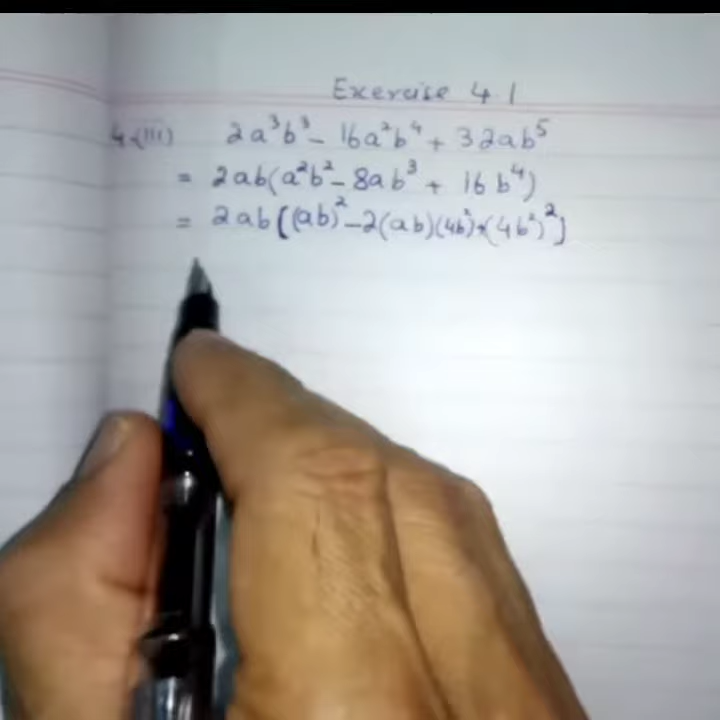 Exercise 4.1
4.(iii) 2a³b³ - 16a²b⁴ + 32ab⁵
= 2ab(a²b² - 8ab³ + 16b⁴)
= 2ab[(ab)² - 2(ab)(4b²)+(4b²)²]